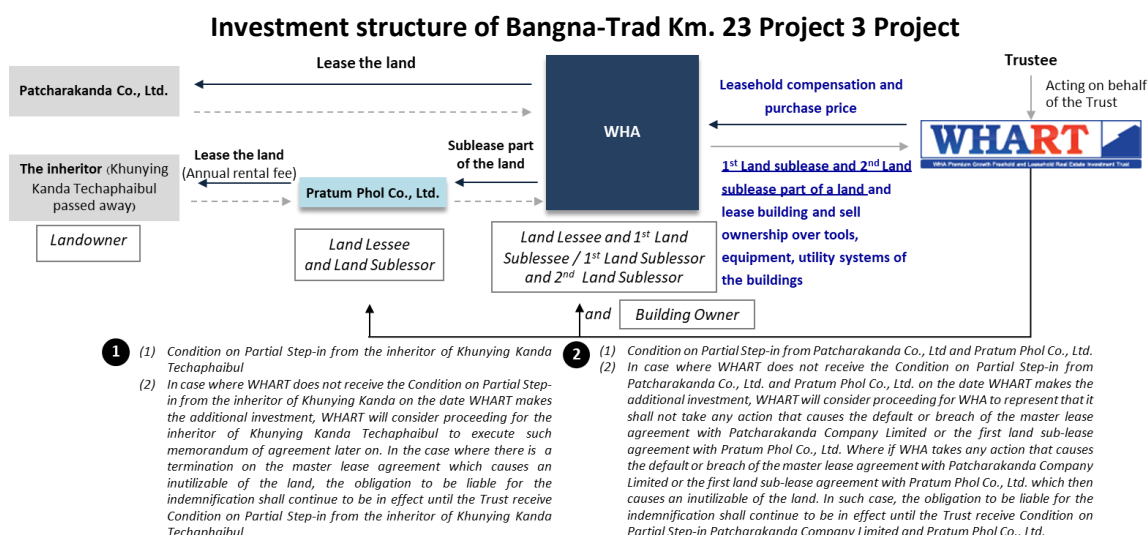 Investment structure of Bangna-Trad Km. 23 Project 3 Project
Patcharakanda Co., Ltd.
Lease the land
The inheritor (Khunying
Kanda Techaphaibul
passed away)
Landowner
Lease the land
(Annual rental fee)
Pratum Phol Co., Ltd.
Land Lessee
and Land Sublessor
Sublease part
of the land
WHA
Land Lessee and 1st Land
Sublessee / 1st Land Sublessor
and 2nd Land Sublessor
and
Building Owner
Leasehold compensation and
purchase price
1st Land sublease and 2nd Land
sublease part of a land and
lease building and sell
ownership over tools,
equipment, utility systems of
the buildings
Trustee
Acting on behalf
of the Trust
WHART
WHA Premium Growth Freehold and Leasehold Real Estate Investment Trust
1
(1) Condition on Partial Step-in from the inheritor of Khunying Kanda
Techaphaibul
(2) In case where WHART does not receive the Condition on Partial Step-
in from the inheritor of Khunying Kanda on the date WHART makes
the additional investment, WHART will consider proceeding for the
inheritor of Khunying Kanda Techaphaibul to execute such
memorandum of agreement later on. In the case where there is a
termination on the master lease agreement which causes an
inutilizable of the land, the obligation to be liable for the
indemnification shall continue to be in effect until the Trust receive
Condition on Partial Step-in from the inheritor of Khunying Kanda
Techaphaibul
2
(1) Condition on Partial Step-in from Patcharakanda Co., Ltd and Pratum Phol Co., Ltd.
(2) In case where WHART does not receive the Condition on Partial Step-in from
Patcharakanda Co., Ltd. and Pratum Phol Co., Ltd. on the date WHART makes the
additional investment, WHART will consider proceeding for WHA to represent that it
shall not take any action that causes the default or breach of the master lease
agreement with Patcharakanda Company Limited or the first land sub-lease
agreement with Pratum Phol Co., Ltd. Where if WHA takes any action that causes
the default or breach of the master lease agreement with Patcharakanda Company
Limited or the first land sub-lease agreement with Pratum Phol Co., Ltd. which then
causes an inutilizable of the land. In such case, the obligation to be liable for the
indemnification shall continue to be in effect until the Trust receive Condition on
Partial Step-in Patcharakanda Company Limited and Pratum Phol Co., Ltd.